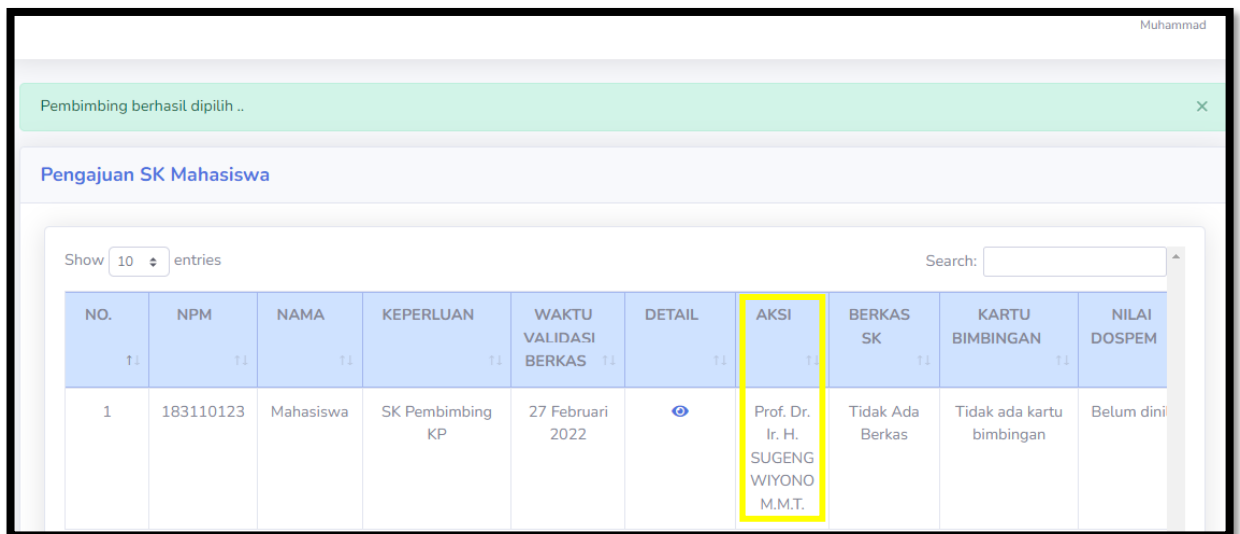 Muhammad
Pembimbing berhasil dipilih .. ×
Pengajuan SK Mahasiswa
Show 10 entries Search:
NO. NPM NAMA KEPERLUAN WAKTU VALIDASI BERKAS DETAIL AKSI BERKAS SK KARTU BIMBINGAN NILAI DOSPEM
1 183110123 Mahasiswa SK Pembimbing KP 27 Februari 2022 Prof. Dr. Ir. H. SUGENG WIYONO M.M.T. Tidak Ada Berkas Tidak ada kartu bimbingan Belum dinil